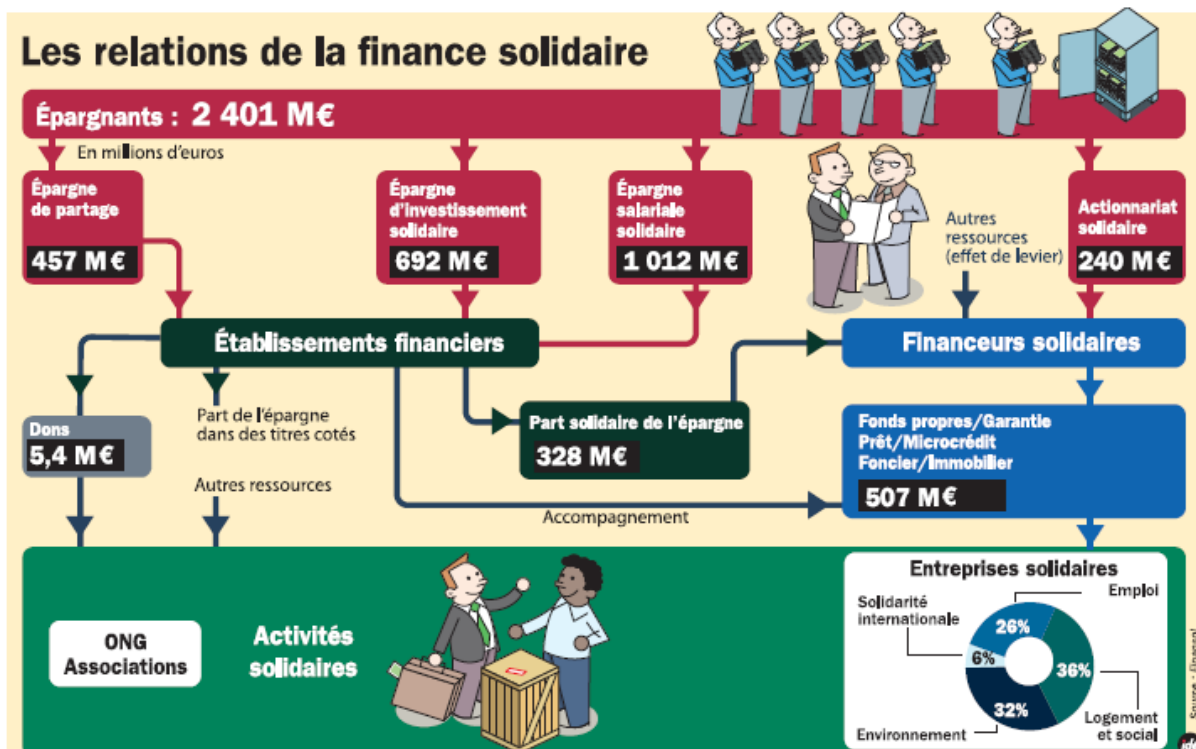 Les relations de la finance solidaire
Épargnants : 2 401 M€
En millions d'euros
Épargne
de partage
457 M€
Épargne
d'investissement
solidaire
692 M€
Épargne
salariale
solidaire
1 012 M€
Autres
ressources
(effet de levier)
Actionnariat
solidaire
240 M€
Établissements financiers
Financeurs solidaires
Dons
5,4 M€
Part de l'épargne
dans des titres cotés
Autres ressources
Part solidaire de l'épargne
328 M€
Fonds propres/Garantie
Prêt/Microcrédit
Foncier/Immobilier
507 M€
Accompagnement
ONG
Associations
Activités
solidaires
Entreprises solidaires
Solidarité
internationale
Emploi
26%
6%
36%
32%
Environnement
Logement
et social
Source : Finansol